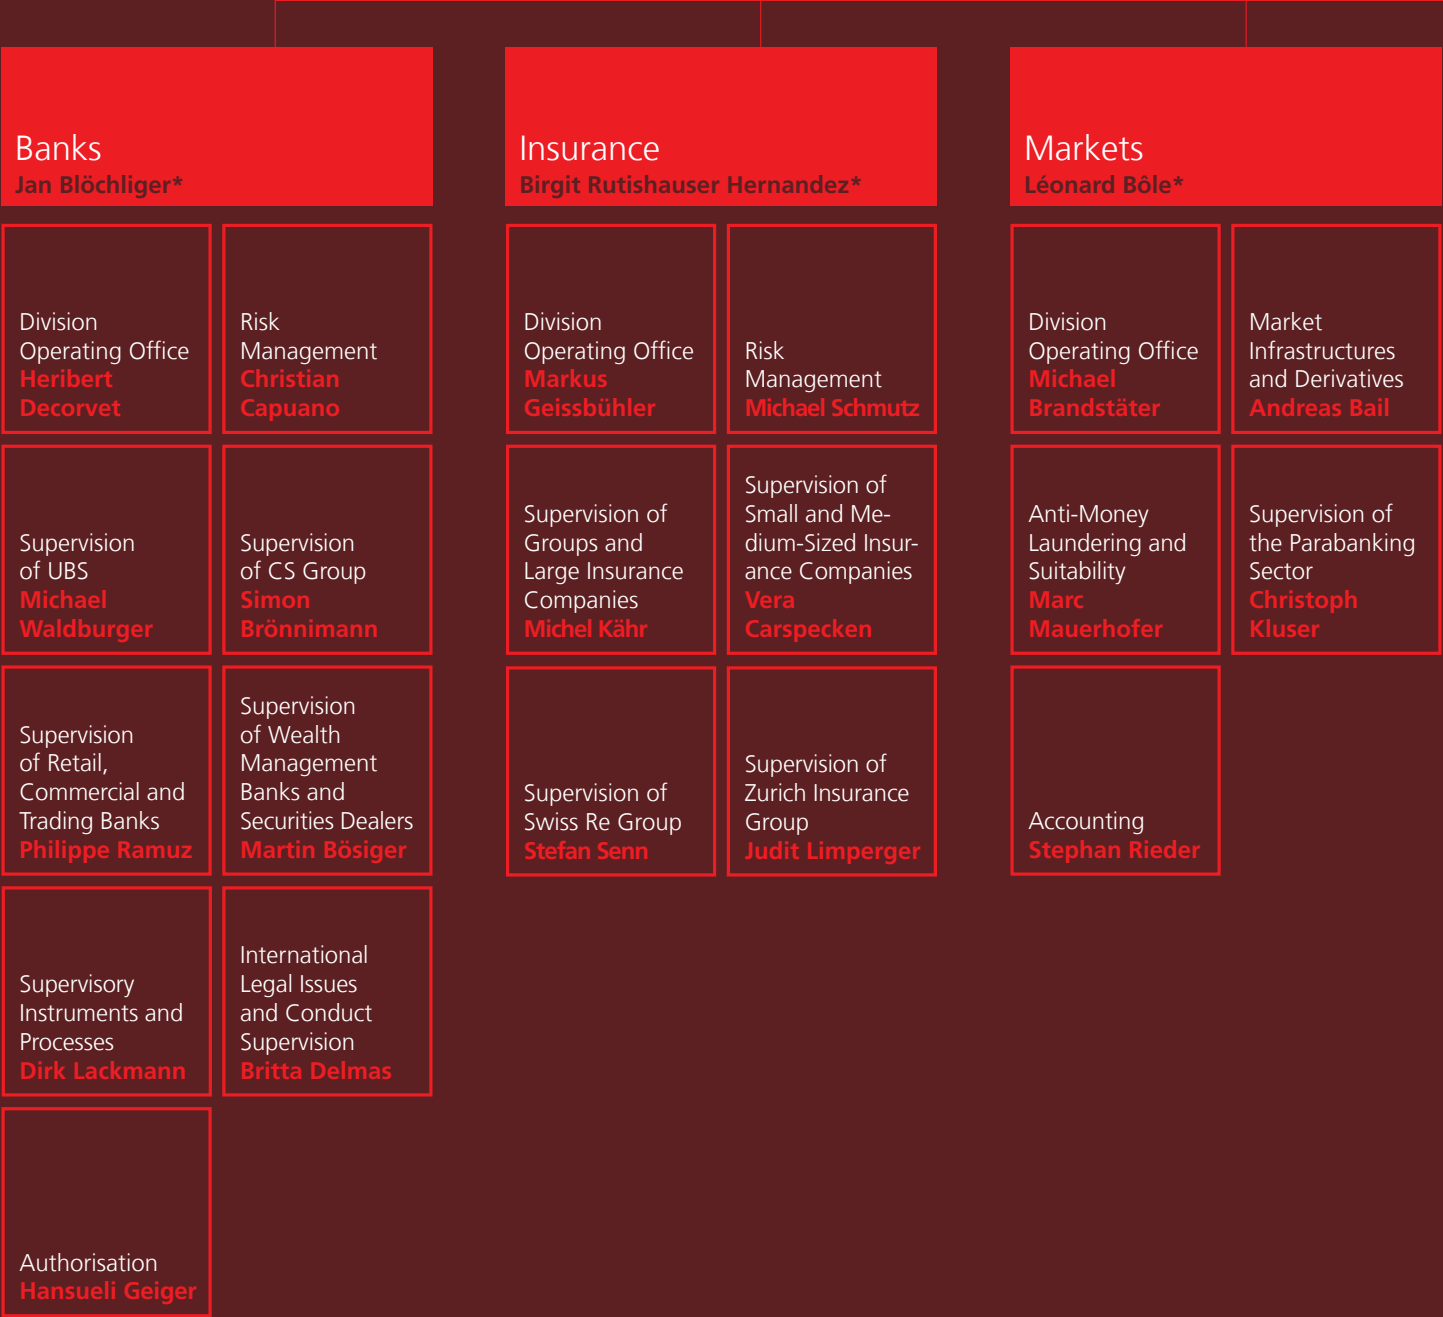 Banks
Jan Blöchliger*
Division
Operating Office
Heribert
Decorvet
Risk
Management
Christian
Capuano
Supervision
of UBS
Michael
Waldburger
Supervision
of CS Group
Simon
Brönnimann
Supervision
of Retail,
Commercial and
Trading Banks
Philippe Ramuz
Supervision
of Wealth
Management
Banks and
Securities Dealers
Martin Bösiger
Supervisory
Instruments and
Processes
Dirk Lackmann
International
Legal Issues
and Conduct
Supervision
Britta Delmas
Authorisation
Hansueli Geiger
Insurance
Birgit Rutishauser Hernandez*
Division
Operating Office
Markus
Geissbühler
Risk
Management
Michael Schmutz
Supervision of
Groups and
Large Insurance
Companies
Michel Kähr
Supervision of
Small and Me-
dium-Sized Insur-
ance Companies
Vera
Carspecken
Supervision of
Swiss Re Group
Stefan Senn
Supervision of
Zurich Insurance
Group
Judit Limperger
Markets
Léonard Bôle*
Division
Operating Office
Michael
Brandstäter
Market
Infrastructures
and Derivatives
Andreas Bail
Anti-Money
Laundering and
Suitability
Marc
Mauerhofer
Supervision of
the Parabanking
Sector
Christoph
Kluser
Accounting
Stephan Rieder